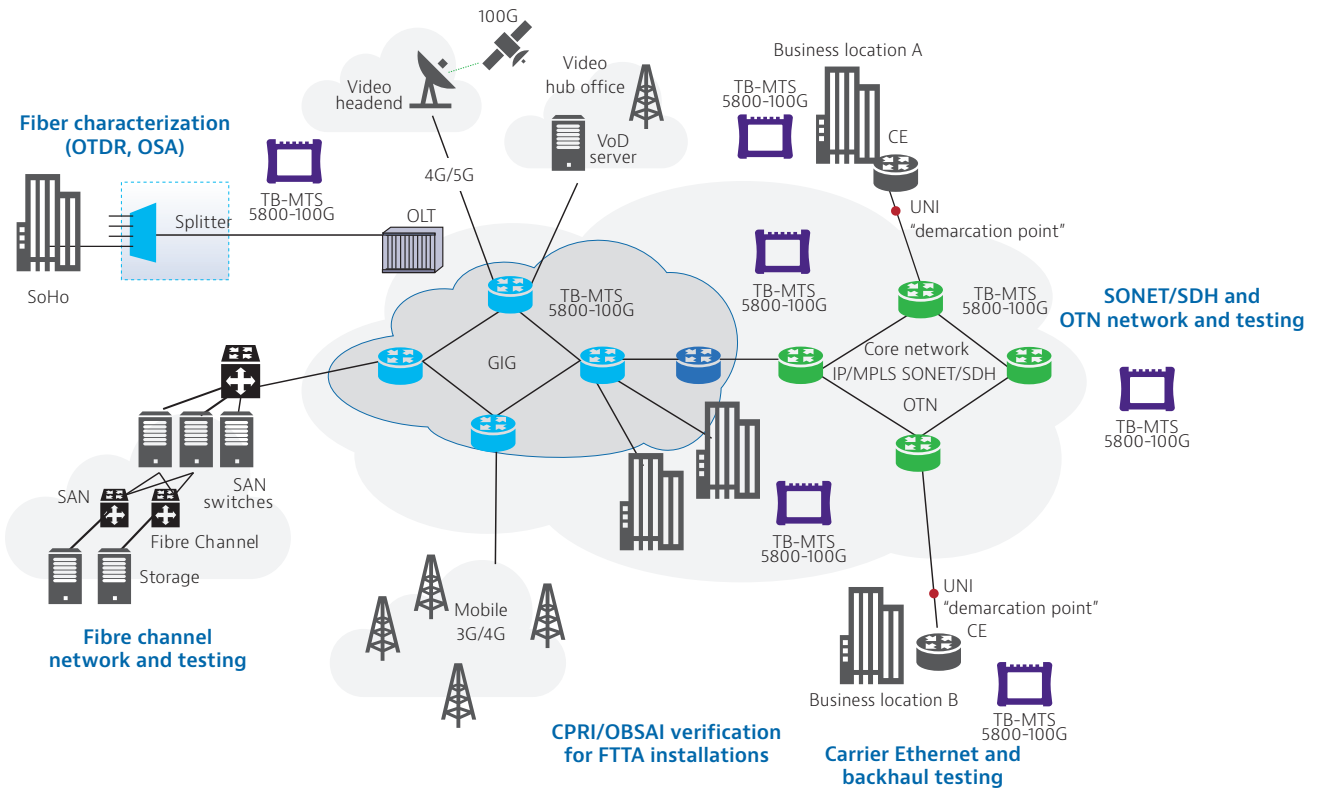 100G
Video
headend
Video
hub office
VoD
server
4G/5G
Business location A
TB-MTS
5800-100G
CE
UNI
“demarcation point”
Fiber characterization
(OTDR, OSA)
TB-MTS
5800-100G
Splitter
OLT
SoHo
TB-MTS
5800-100G
TB-MTS
5800-100G
TB-MTS
5800-100G
SONET/SDH and
OTN network and testing
GIG
Core network
IP/MPLS SONET/SDH
OTN
TB-MTS
5800-100G
SAN
SAN
switches
Fibre Channel
Storage
Fibre channel
network and testing
TB-MTS
5800-100G
Mobile
3G/4G
UNI
“demarcation point”
CE
Business location B
TB-MTS
5800-100G
CPRI/OBSAI verification
for FTTA installations
Carrier Ethernet and
backhaul testing